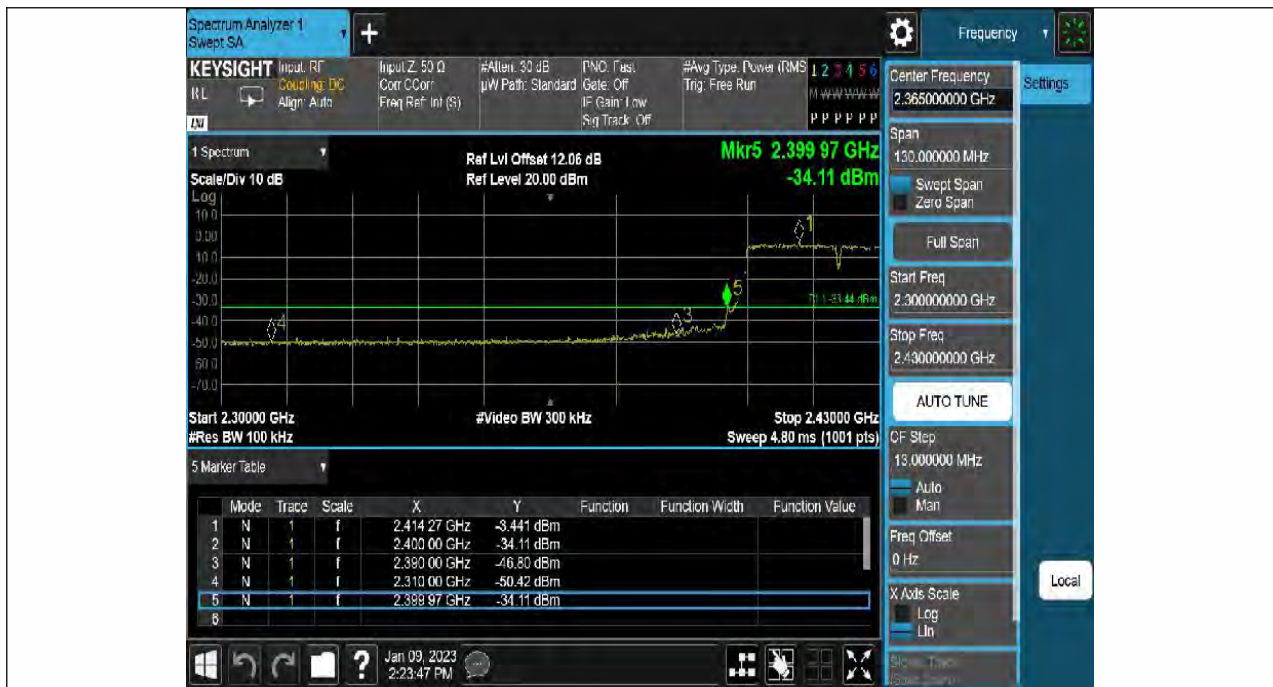 Spectrum Analyzer 1
Swept SA
+
Frequency
KEYSIGHT
RL
LXI
Input: RF
Coupling: DC
Align: Auto
Input Z: 50 Ω
Corr CCorr
Freq Ref: Int (S)
#Atten: 30 dB
µW Path: Standard
PNO: Fast
Gate: Off
IF Gain: Low
Sig Track: Off
#Avg Type: Power (RMS
Trig: Free Run
1 2 3 4 5 6
M W W W W W
P P P P P P
Center Frequency
2.365000000 GHz
Settings
Span
130.000000 MHz
Swept Span
Zero Span
Full Span
Start Freq
2.300000000 GHz
Stop Freq
2.430000000 GHz
AUTO TUNE
CF Step
13.000000 MHz
Auto
Man
Freq Offset
0 Hz
X Axis Scale
Log
Lin
Local
1 Spectrum
Scale/Div 10 dB
Ref Lvl Offset 12.06 dB
Ref Level 20.00 dBm
Mkr5 2.399 97 GHz
-34.11 dBm
Log
10.0
0.00
-10.0
-20.0
-30.0
-40.0
-50.0
-60.0
-70.0
1
5
3
4
-33.44 dBm
Start 2.30000 GHz
#Video BW 300 kHz
Stop 2.43000 GHz
#Res BW 100 kHz
Sweep 4.80 ms (1001 pts)
5 Marker Table
Mode Trace Scale X Y Function Function Width Function Value
1 N 1 f 2.414 27 GHz -3.441 dBm
2 N 1 f 2.400 00 GHz -34.11 dBm
3 N 1 f 2.390 00 GHz -46.80 dBm
4 N 1 f 2.310 00 GHz -50.42 dBm
5 N 1 f 2.399 97 GHz -34.11 dBm
6
?
Jan 09, 2023
2:23:47 PM